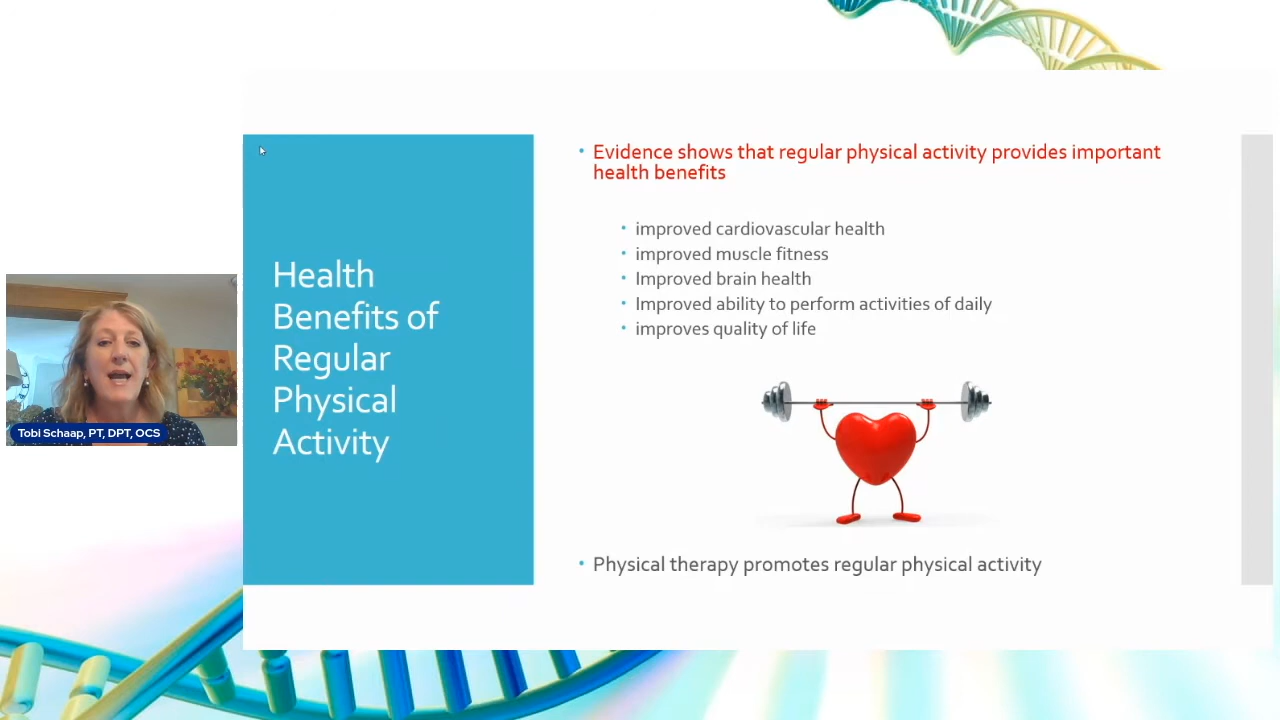 Health
Benefits of
Regular
Physical
Activity
Evidence shows that regular physical activity provides important
health benefits
improved cardiovascular health
improved muscle fitness
Improved brain health
Improved ability to perform activities of daily
improves quality of life
Physical therapy promotes regular physical activity
Tobi Schaap, PT, DPT, OCS